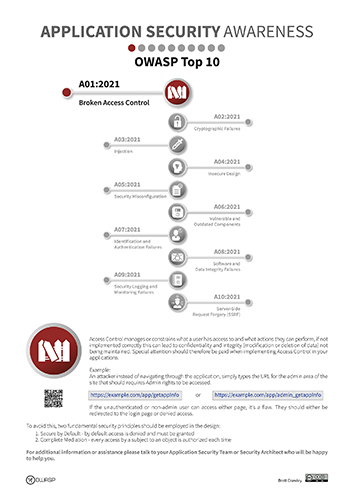 APPLICATION SECURITY AWARENESS
OWASP Top 10
A01:2021
Broken Access Control
A02:2021
Cryptographic Failures
A03:2021
Injection
A04:2021
Insecure Design
A05:2021
Security Misconfiguration
A06:2021
Vulnerable and
Outdated Components
A07:2021
Identification and
Authentication Failures
A08:2021
Software and
Data Integrity Failures
A09:2021
Security Logging and
Monitoring Failures
A10:2021
Server-Side
Request Forgery (SSRF)
Access Control manages or constrains what a user has access to and what actions they can perform, if not
implemented correctly this can lead to confidentiality and integrity (modification or deletion of data) not
being maintained. Special attention should therefore be paid when implementing Access Control in your
applications.
Example:
An attacker instead of navigating through the application, simply types the URL for the admin area of the
site that should requires Admin rights to be accessed.
https://example.com/app/getappInfo or https://example.com/app/admin_getappInfo
If the unauthenticated or non-admin user can access either page, it's a flaw. They should either be
redirected to the login page or denied access.
To avoid this, two fundamental security principles should be employed in the design:
1. Secure by Default - by default access is denied and must be granted
2. Complete Mediation - every access by a subject to an object is authorized each time
For additional information or assistance please talk to your Application Security Team or Security Architect who will be happy
to help you.
OWASP
Brett Crawley,